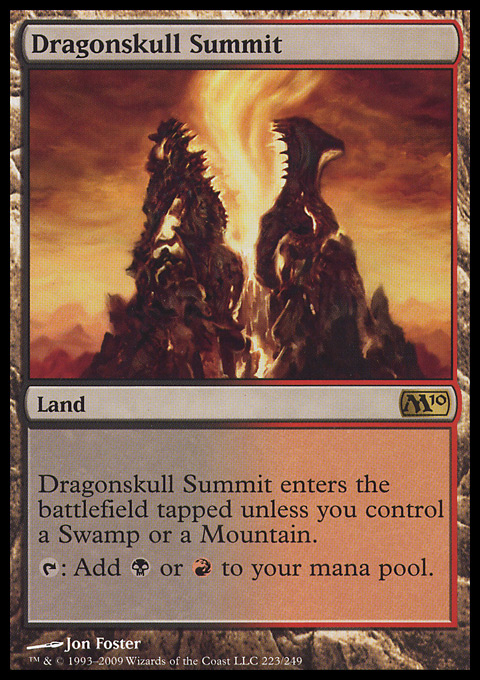 Dragonskull Summit
Land
M10
Dragonskull Summit enters the
battlefield tapped unless you control
a Swamp or a Mountain.
: Add or to your mana pool.
Jon Foster
™ & © 1993–2009 Wizards of the Coast LLC 223/249